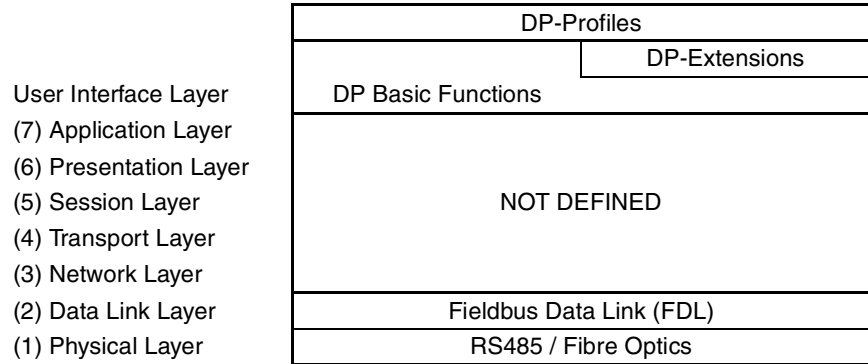 DP-Profiles
DP-Extensions
User Interface Layer DP Basic Functions
(7) Application Layer
(6) Presentation Layer
(5) Session Layer NOT DEFINED
(4) Transport Layer
(3) Network Layer
(2) Data Link Layer Fieldbus Data Link (FDL)
(1) Physical Layer RS485 / Fibre Optics